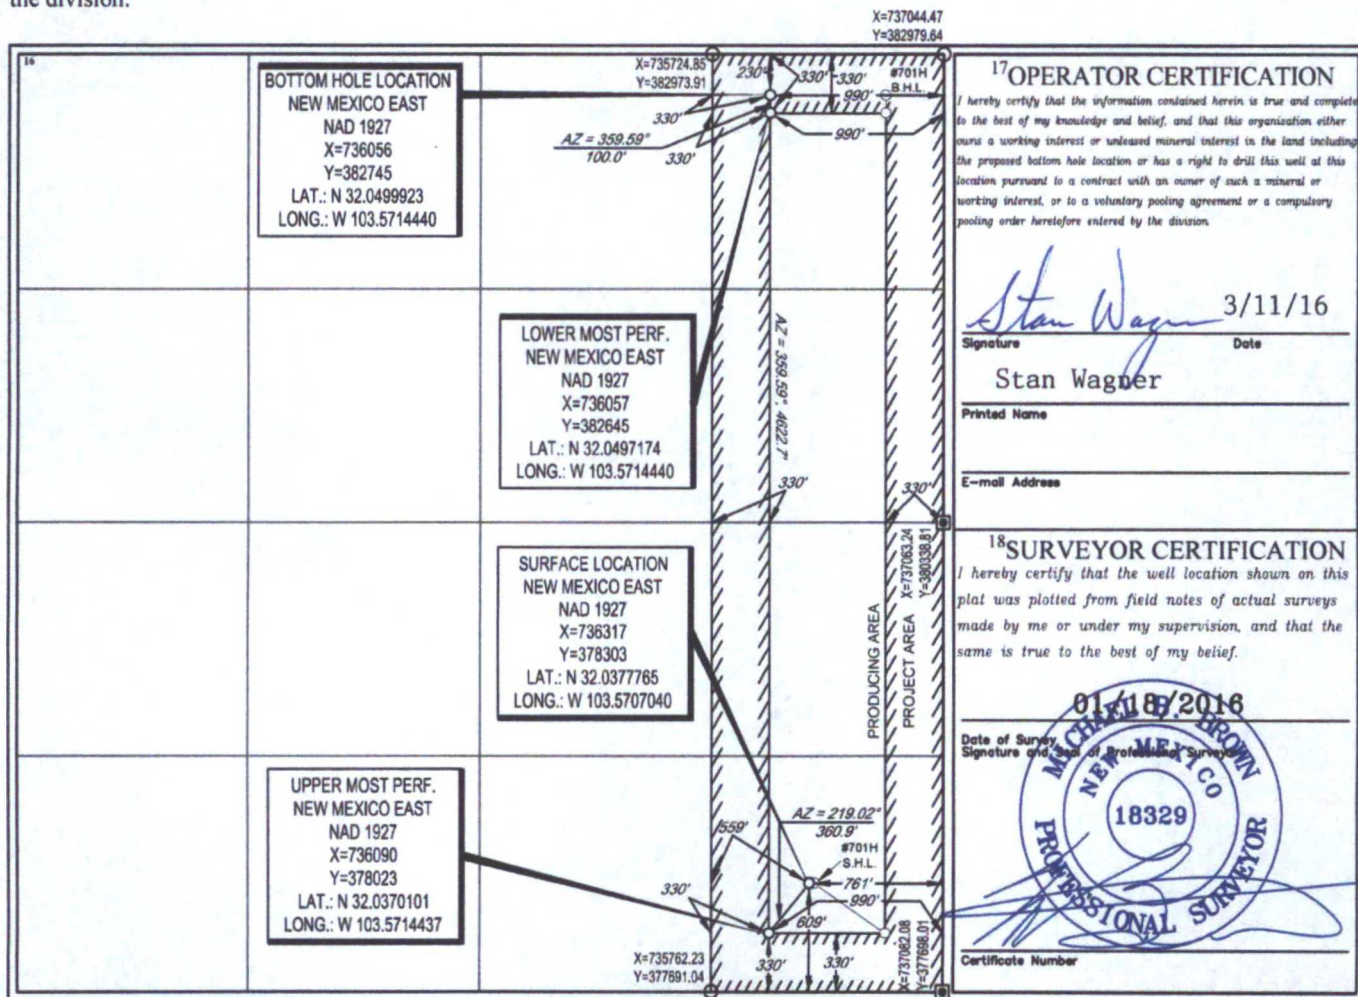 the division.
X=737044.47
Y=382979.64
16
X=735724.85
Y=382973.91
230'
330'
330'
#701H
B.H.L.
990'
330'
990'
AZ = 359.59°
100.0'
330'
BOTTOM HOLE LOCATION
NEW MEXICO EAST
NAD 1927
X=736056
Y=382745
LAT.: N 32.0499923
LONG.: W 103.5714440
LOWER MOST PERF.
NEW MEXICO EAST
NAD 1927
X=736057
Y=382645
LAT.: N 32.0497174
LONG.: W 103.5714440
AZ = 359.59°, 4622.7'
330'
330'
SURFACE LOCATION
NEW MEXICO EAST
NAD 1927
X=736317
Y=378303
LAT.: N 32.0377765
LONG.: W 103.5707040
X=737063.24
Y=380338.81
PRODUCING AREA
PROJECT AREA
UPPER MOST PERF.
NEW MEXICO EAST
NAD 1927
X=736090
Y=378023
LAT.: N 32.0370101
LONG.: W 103.5714437
AZ = 219.02°
360.9'
559'
#701H
S.H.L.
761'
330'
990'
609'
X=735762.23
Y=377691.04
330'
330'
X=737082.08
Y=377698.01
17 OPERATOR CERTIFICATION
I hereby certify that the information contained herein is true and complete
to the best of my knowledge and belief, and that this organization either
owns a working interest or unleased mineral interest in the land including
the proposed bottom hole location or has a right to drill this well at this
location pursuant to a contract with an owner of such a mineral or
working interest, or to a voluntary pooling agreement or a compulsory
pooling order heretofore entered by the division.
Stan Wagner 3/11/16
Signature Date
Stan Wagner
Printed Name
E-mail Address
18 SURVEYOR CERTIFICATION
I hereby certify that the well location shown on this
plat was plotted from field notes of actual surveys
made by me or under my supervision, and that the
same is true to the best of my belief.
01/18/2016
Date of Survey
Signature and Seal of Professional Surveyor
MICHAEL B. BROWN
NEW MEXICO
18329
PROFESSIONAL SURVEYOR
Certificate Number